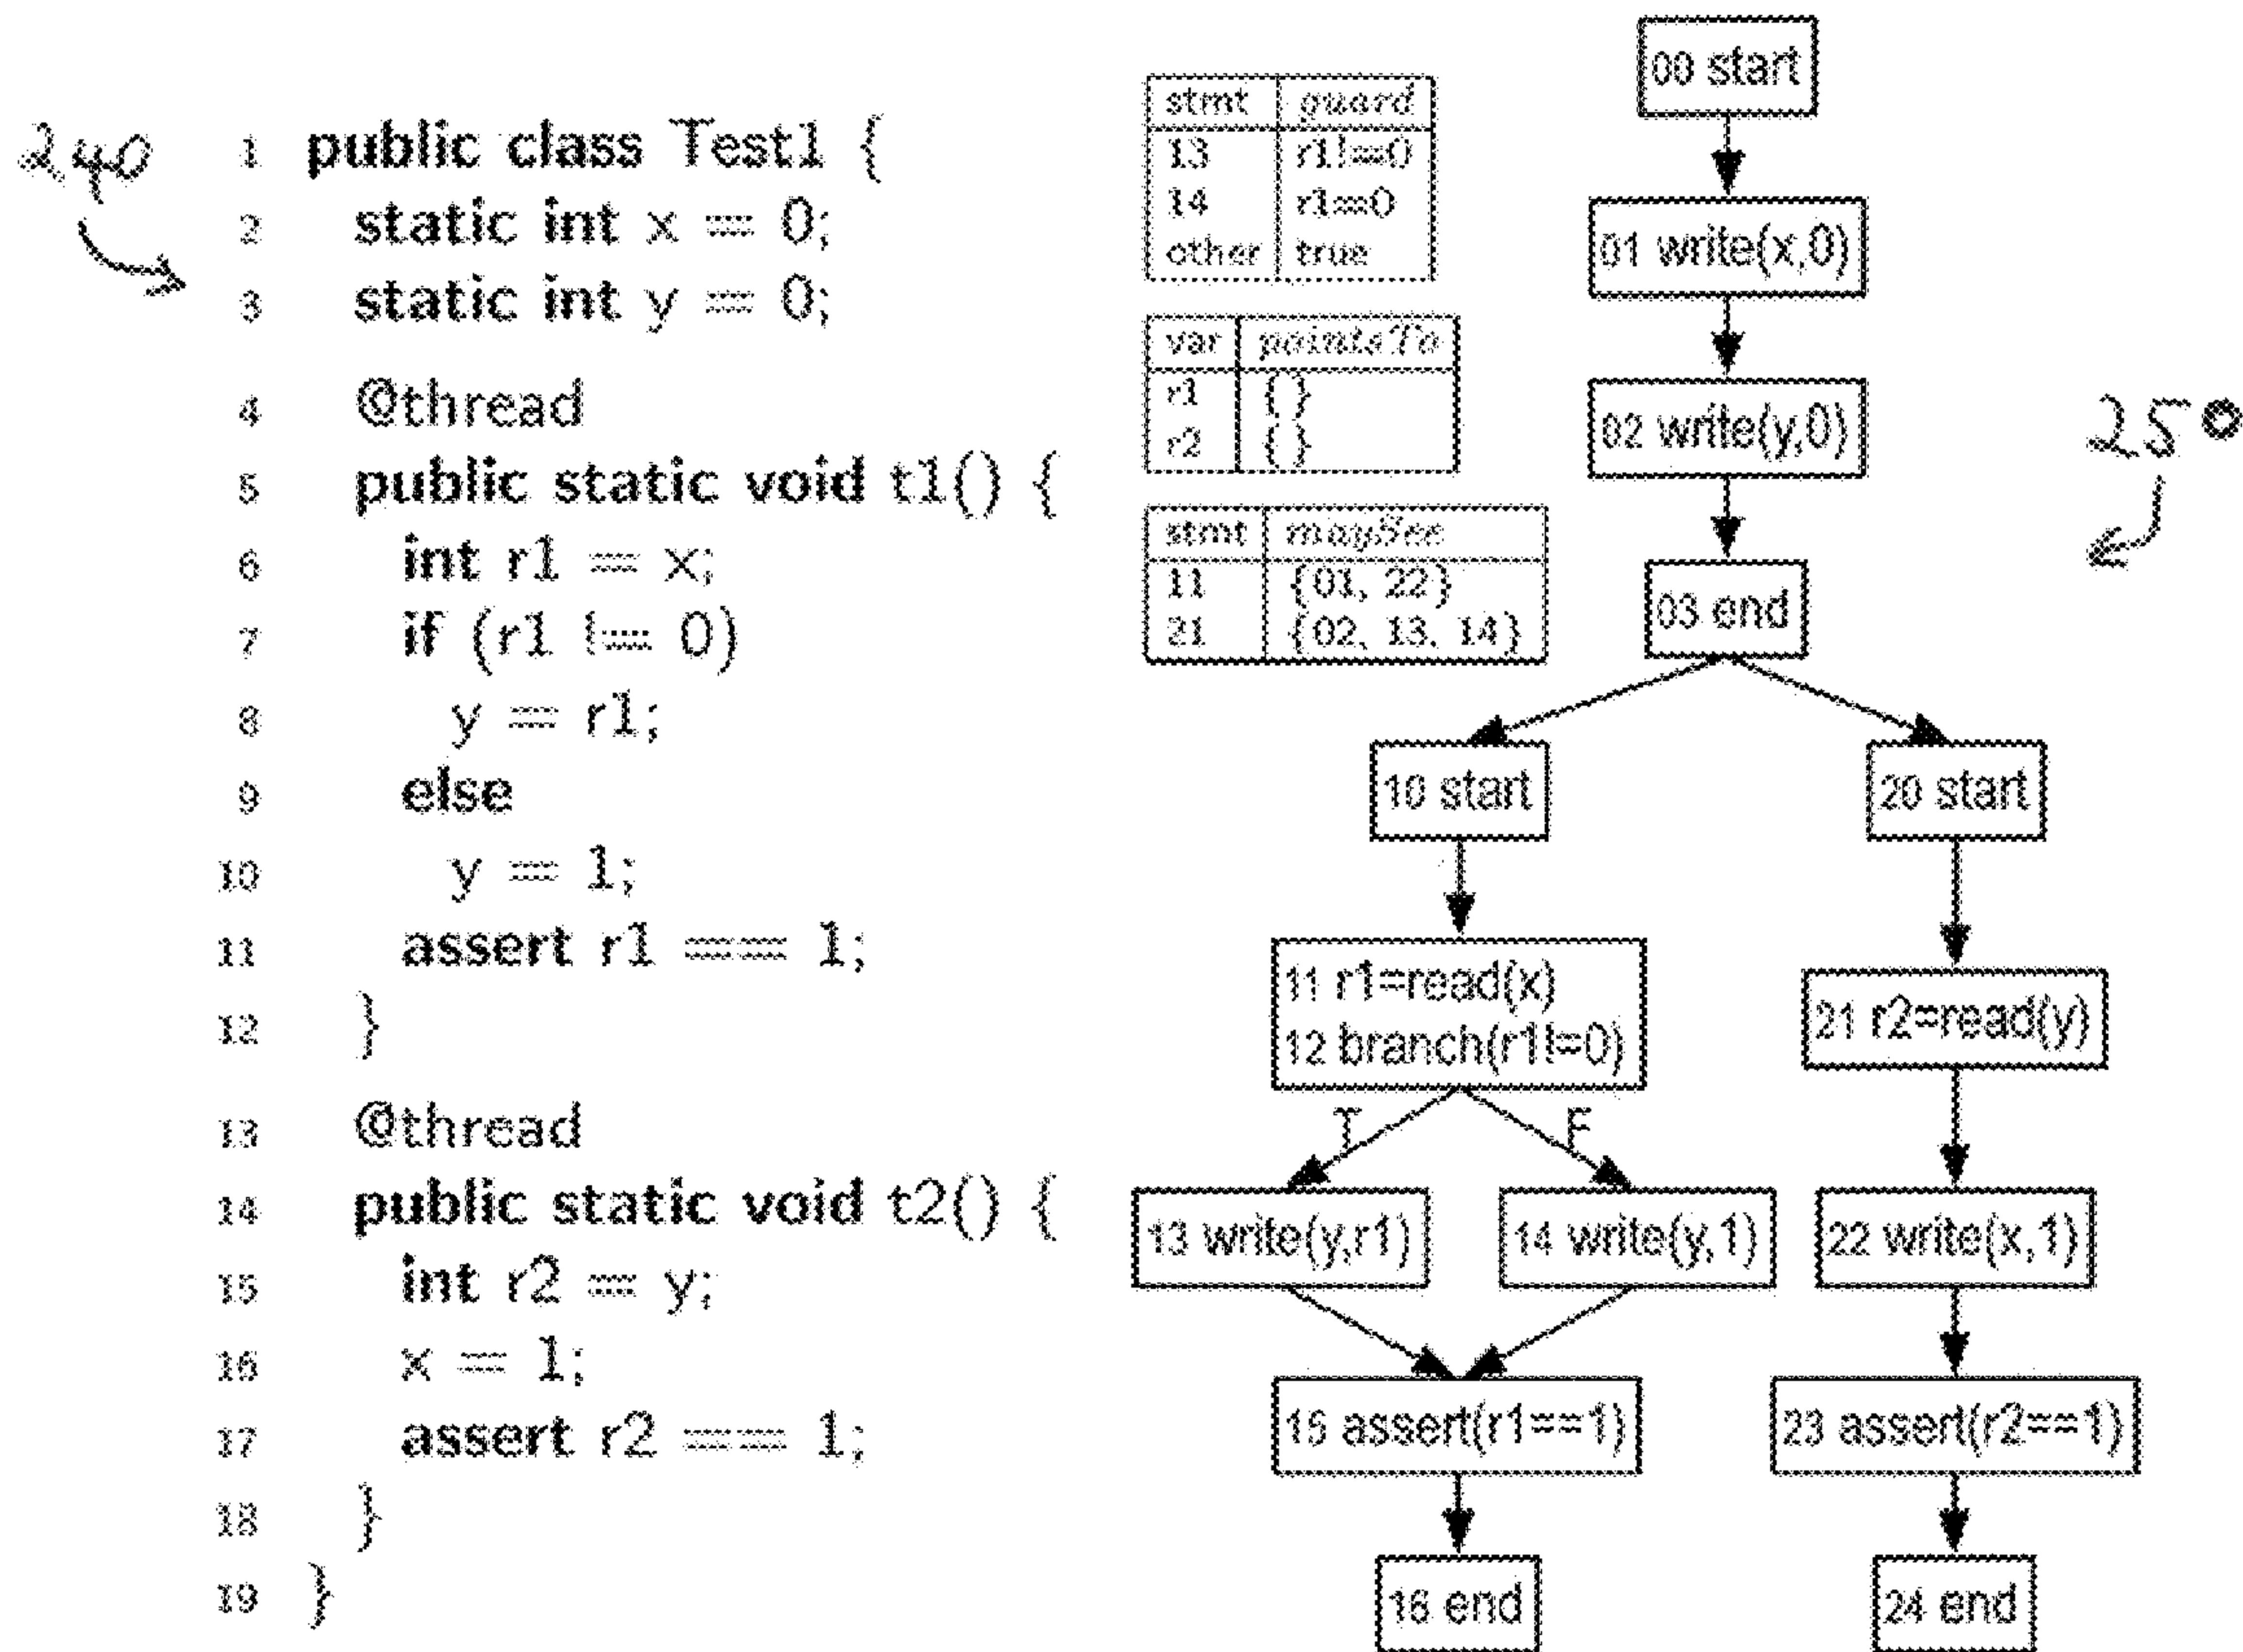 240
1 public class Test1 {
2 static int x = 0;
3 static int y = 0;
4 @thread
5 public static void t1() {
6 int r1 = x;
7 if (r1 != 0)
8 y = r1;
9 else
10 y = 1;
11 assert r1 == 1;
12 }
13 @thread
14 public static void t2() {
15 int r2 = y;
16 x = 1;
17 assert r2 == 1;
18 }
19 }
stmt guard
13 r1!=0
14 r1=0
other true
var pointsTo
r1 { }
r2 { }
stmt maySee
11 {01, 22}
21 {02, 13, 14}
250
00 start
01 write(x,0)
02 write(y,0)
03 end
10 start
20 start
11 r1=read(x)
12 branch(r1!=0)
21 r2=read(y)
T
F
13 write(y,r1)
14 write(y,1)
22 write(x,1)
15 assert(r1==1)
23 assert(r2==1)
16 end
24 end